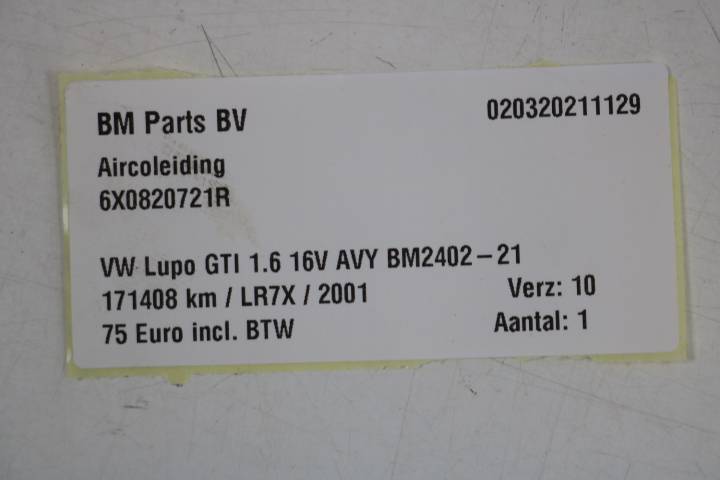 BM Parts BV 020320211129
Aircoleiding
6X0820721R
VW Lupo GTI 1.6 16V AVY BM2402-21
171408 km / LR7X / 2001 Verz: 10
75 Euro incl. BTW Aantal: 1